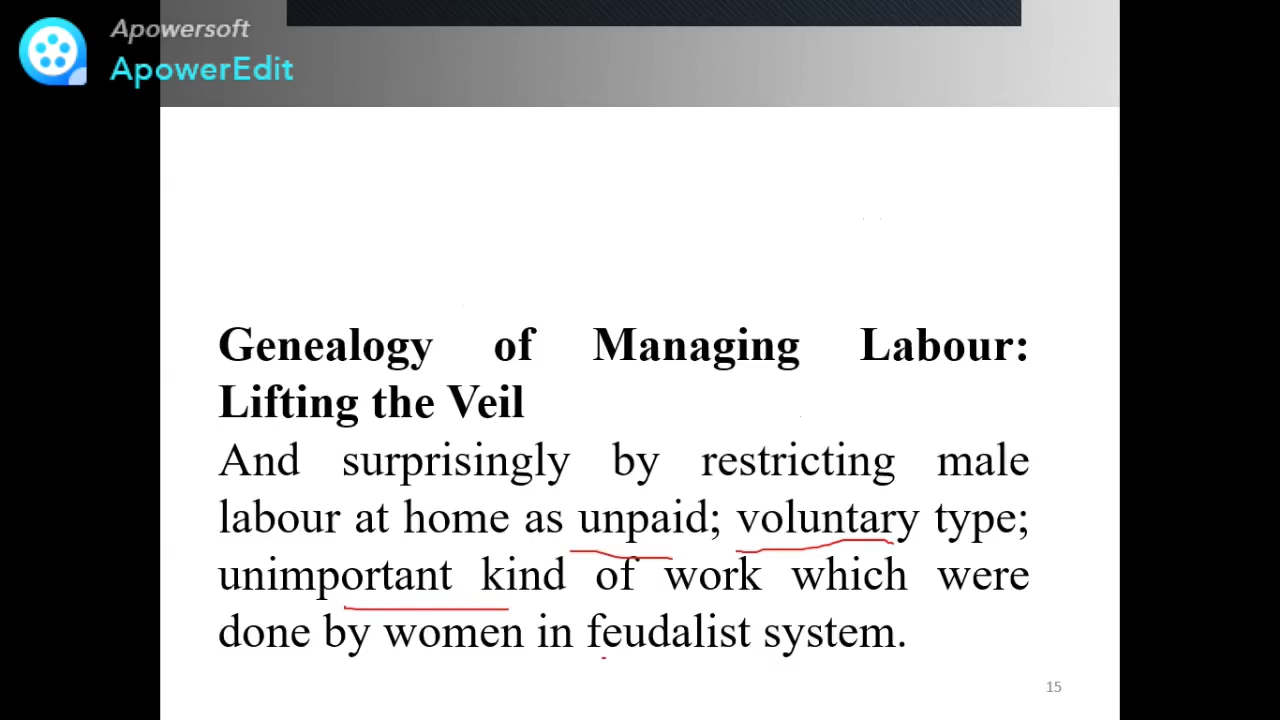 Apowersoft
ApowerEdit
Genealogy of Managing Labour:
Lifting the Veil
And surprisingly by restricting male
labour at home as unpaid; voluntary type;
unimportant kind of work which were
done by women in feudalist system.
15